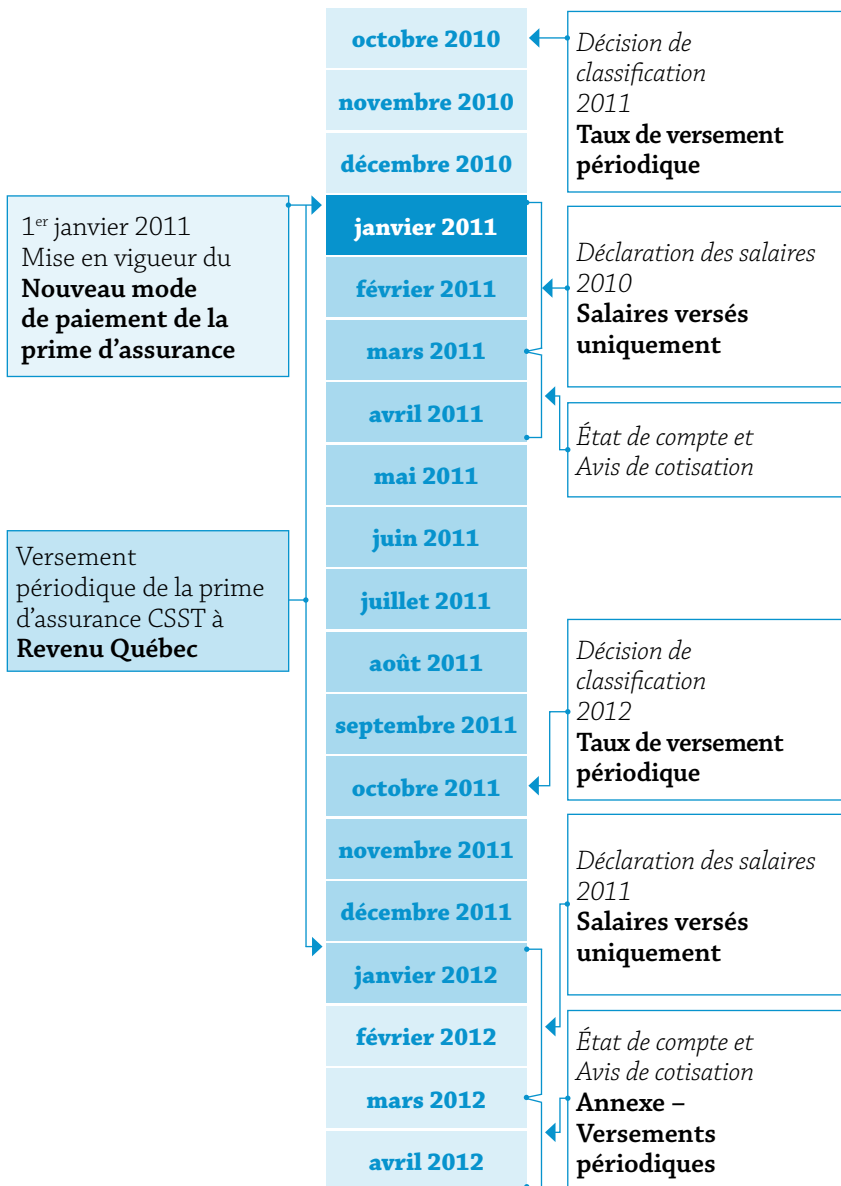 octobre 2010
novembre 2010
décembre 2010
janvier 2011
février 2011
mars 2011
avril 2011
mai 2011
juin 2011
juillet 2011
août 2011
septembre 2011
octobre 2011
novembre 2011
décembre 2011
janvier 2012
février 2012
mars 2012
avril 2012
1er janvier 2011
Mise en vigueur du
Nouveau mode
de paiement de la
prime d'assurance
Versement
périodique de la prime
d'assurance CSST à
Revenu Québec
Décision de
classification
2011
Taux de versement
périodique
Déclaration des salaires
2010
Salaires versés
uniquement
État de compte et
Avis de cotisation
Décision de
classification
2012
Taux de versement
périodique
Déclaration des salaires
2011
Salaires versés
uniquement
État de compte et
Avis de cotisation
Annexe –
Versements
périodiques